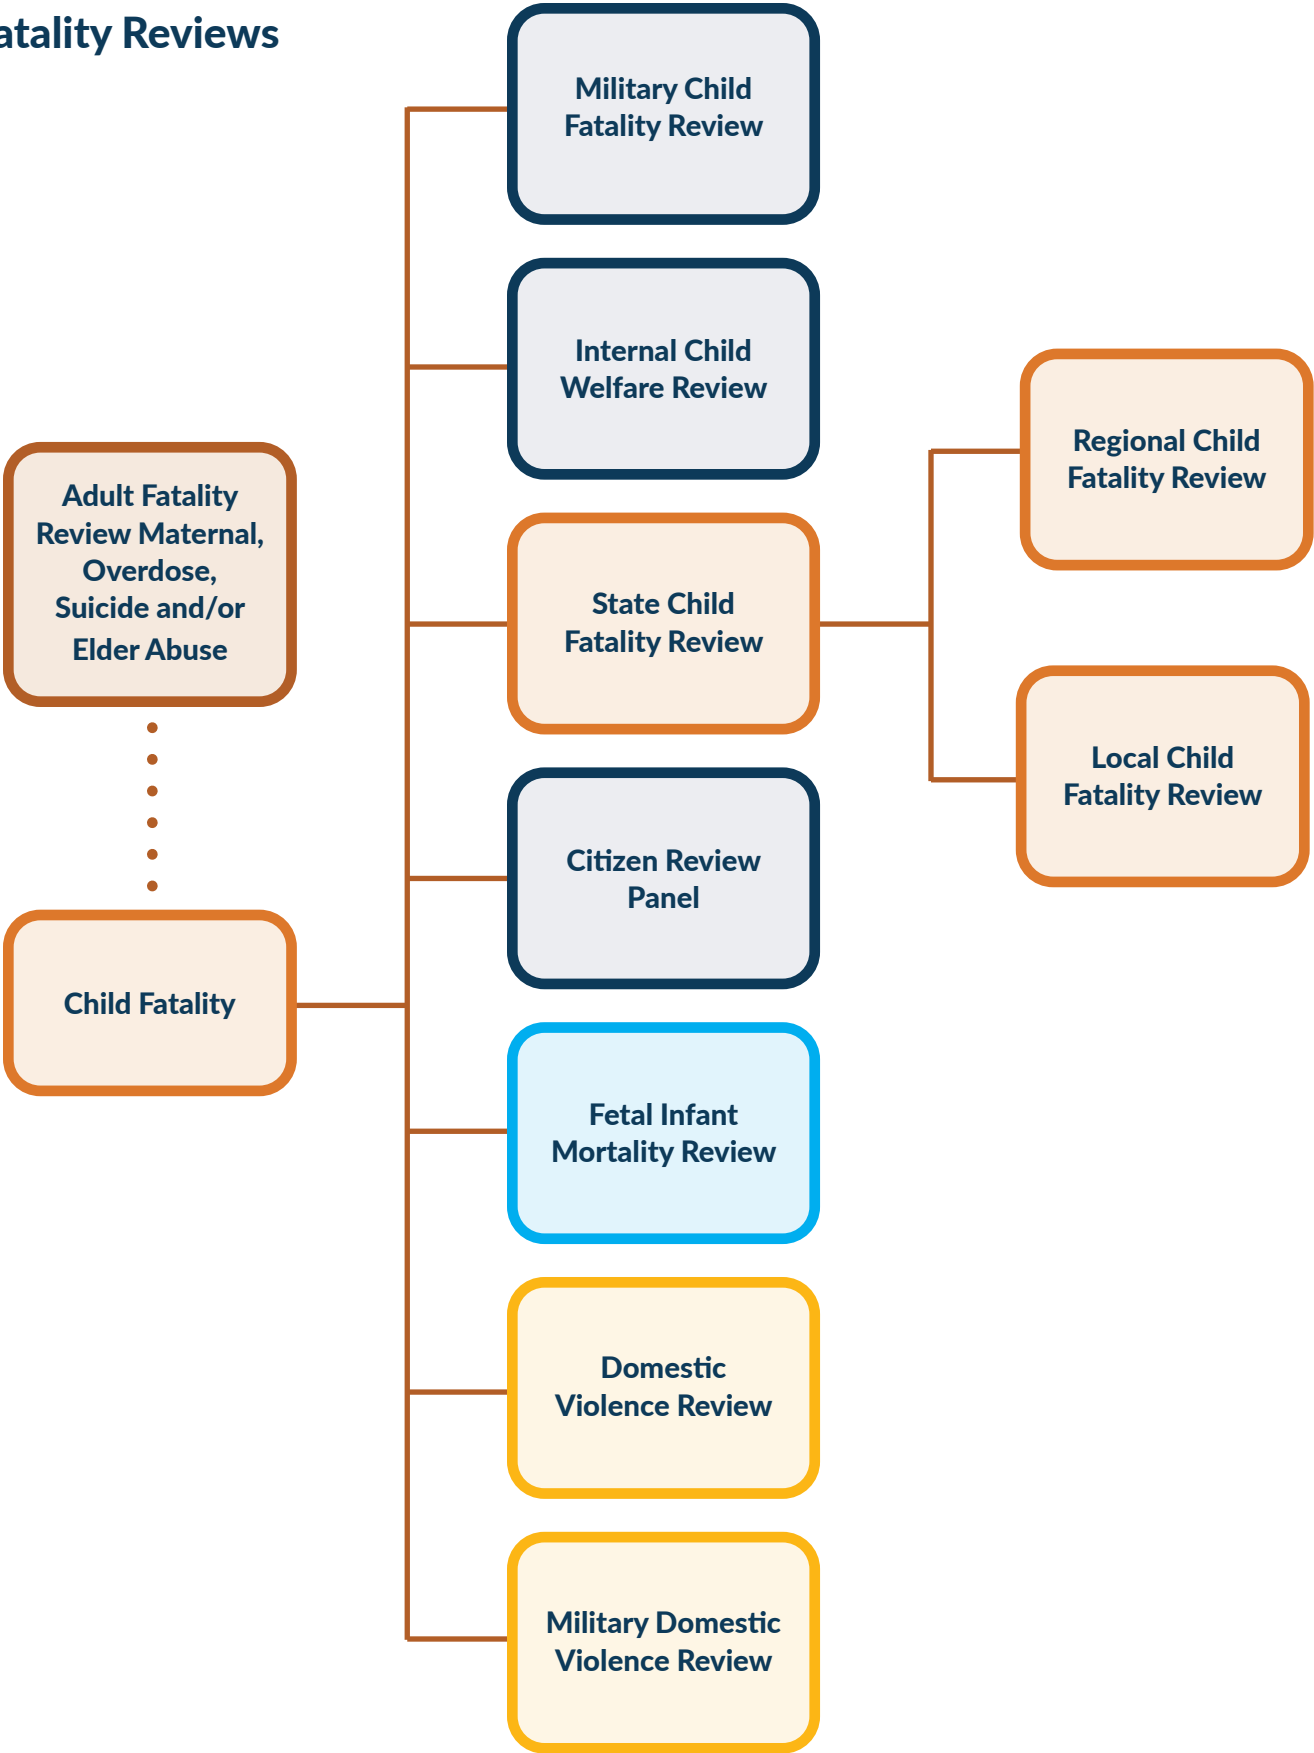 atality Reviews
Military Child
Fatality Review
Internal Child
Welfare Review
Regional Child
Fatality Review
Adult Fatality
Review Maternal,
Overdose,
Suicide and/or
Elder Abuse
State Child
Fatality Review
Local Child
Fatality Review
Citizen Review
Panel
Child Fatality
Fetal Infant
Mortality Review
Domestic
Violence Review
Military Domestic
Violence Review